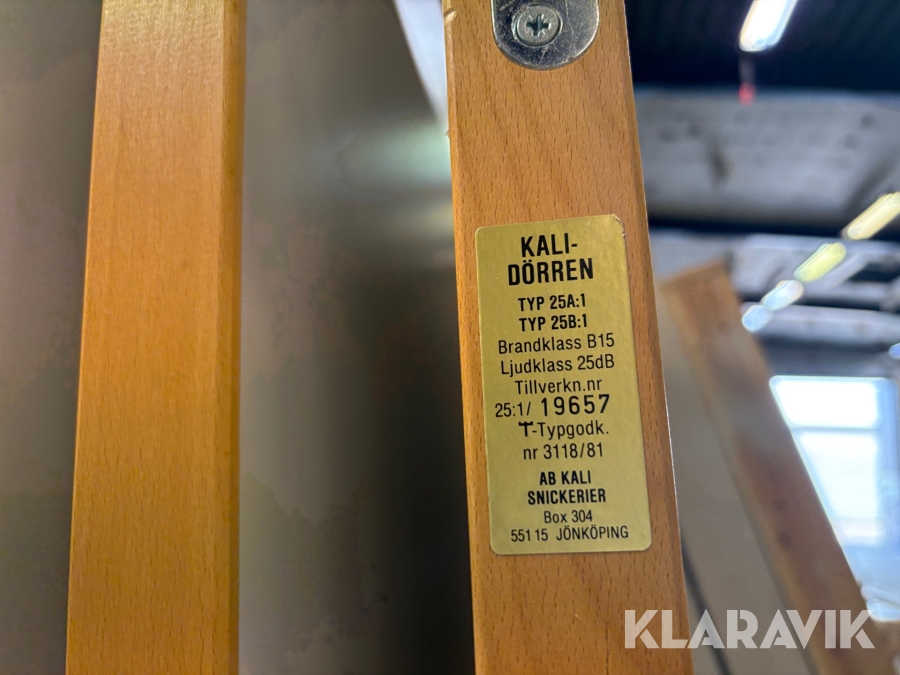 KALI-
DÖRREN
TYP 25A:1
TYP 25B:1
Brandklass B15
Ljudklass 25dB
Tillverkn.nr
25:1/ 19657
T-Typgodk.
nr 3118/81
AB KALI
SNICKERIER
Box 304
551 15 JÖNKÖPING
KLARAVIK